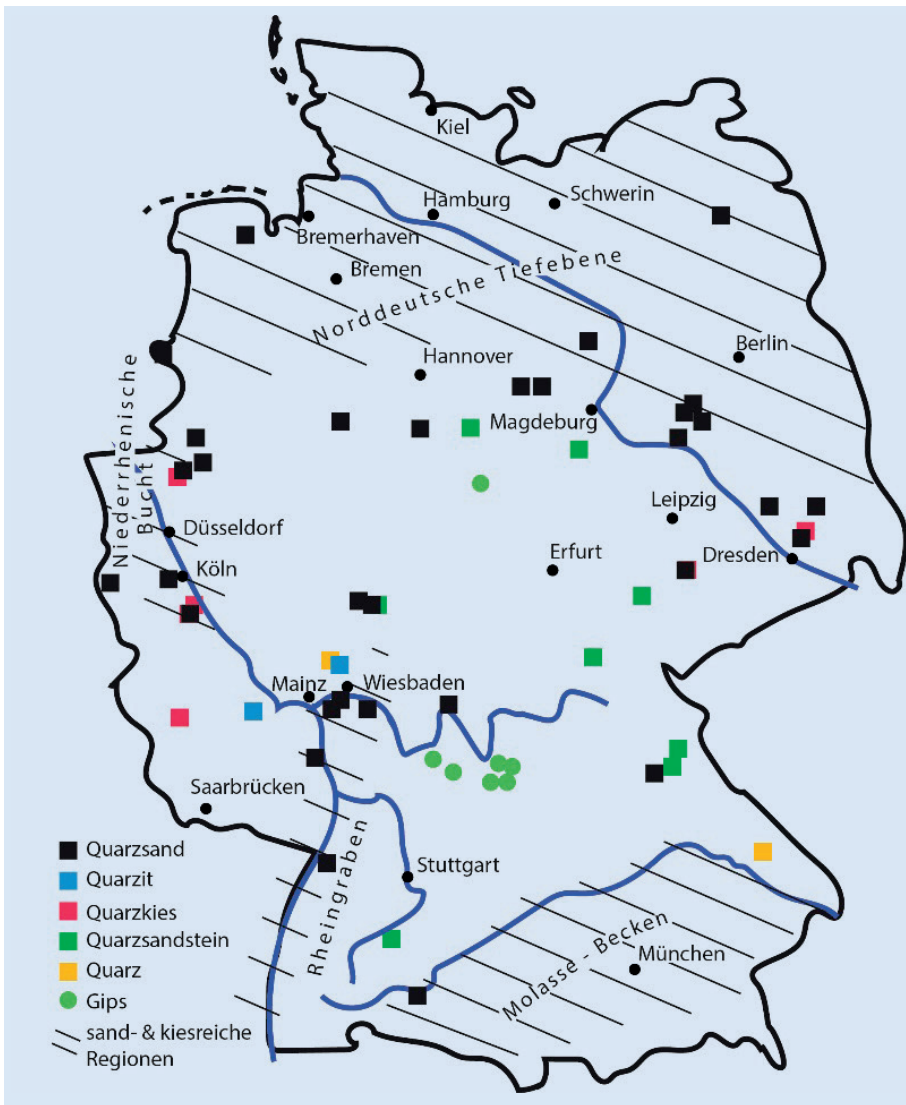 Kiel
Schwerin
Hamburg
Bremerhaven
Bremen
Norddeutsche Tiefebene
Berlin
Hannover
Magdeburg
Niederrhenische
Bucht
Leipzig
Düsseldorf
Erfurt
Dresden
Köln
Mainz
Wiesbaden
Saarbrücken
Rheingraben
Stuttgart
Molasse - Becken
München
Quarzsand
Quarzit
Quarzkies
Quarzsandstein
Quarz
Gips
sand- & kiesreiche
Regionen